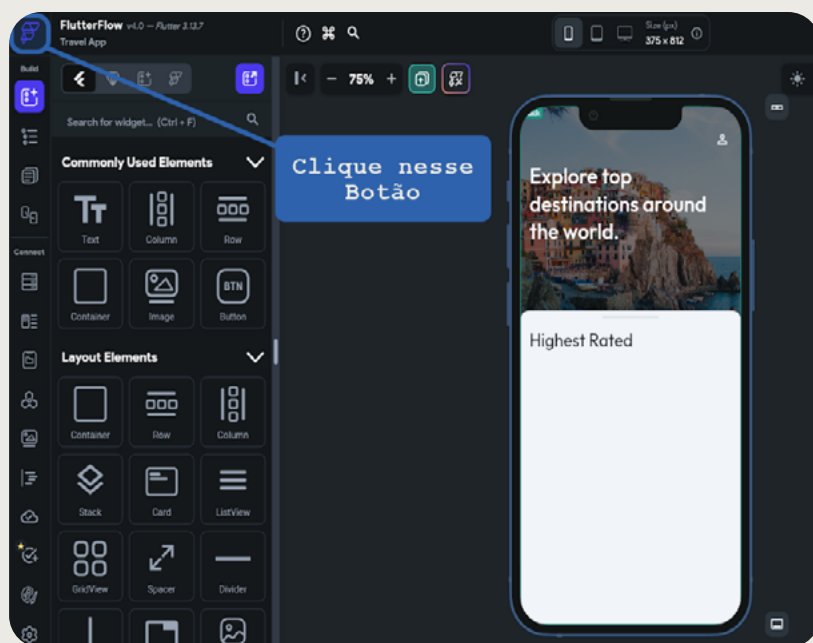 FlutterFlow v4.0 – Flutter 3.13.7
Travel App
Size (px)
375 x 812
Build
75%
Search for widget... (Ctrl + F)
Commonly Used Elements
Text
Column
Row
BTN
Container
Image
Button
Connect
Layout Elements
Container
Row
Column
Stack
Card
ListView
GridView
Spacer
Divider
Clique nesse
Botão
Explore top
destinations around
the world.
Highest Rated